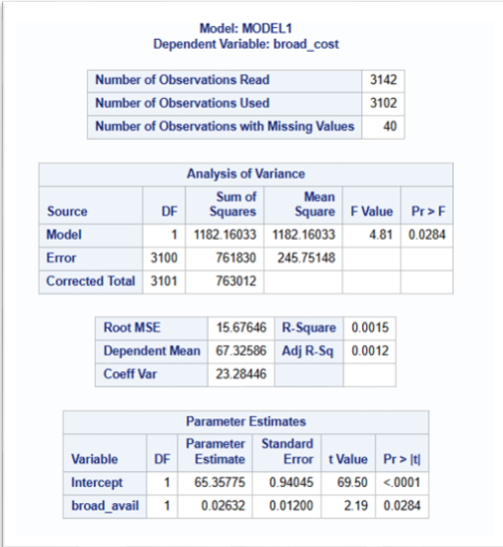 Model: MODEL1
Dependent Variable: broad_cost
Number of Observations Read 3142
Number of Observations Used 3102
Number of Observations with Missing Values 40
Analysis of Variance
Source DF Sum of Squares Mean Square F Value Pr > F
Model 1 1182.16033 1182.16033 4.81 0.0284
Error 3100 761830 245.75148
Corrected Total 3101 763012
Root MSE 15.67646 R-Square 0.0015
Dependent Mean 67.32586 Adj R-Sq 0.0012
Coeff Var 23.28446
Parameter Estimates
Variable DF Parameter Estimate Standard Error t Value Pr > |t|
Intercept 1 65.35775 0.94045 69.50 <.0001
broad_avail 1 0.02632 0.01200 2.19 0.0284